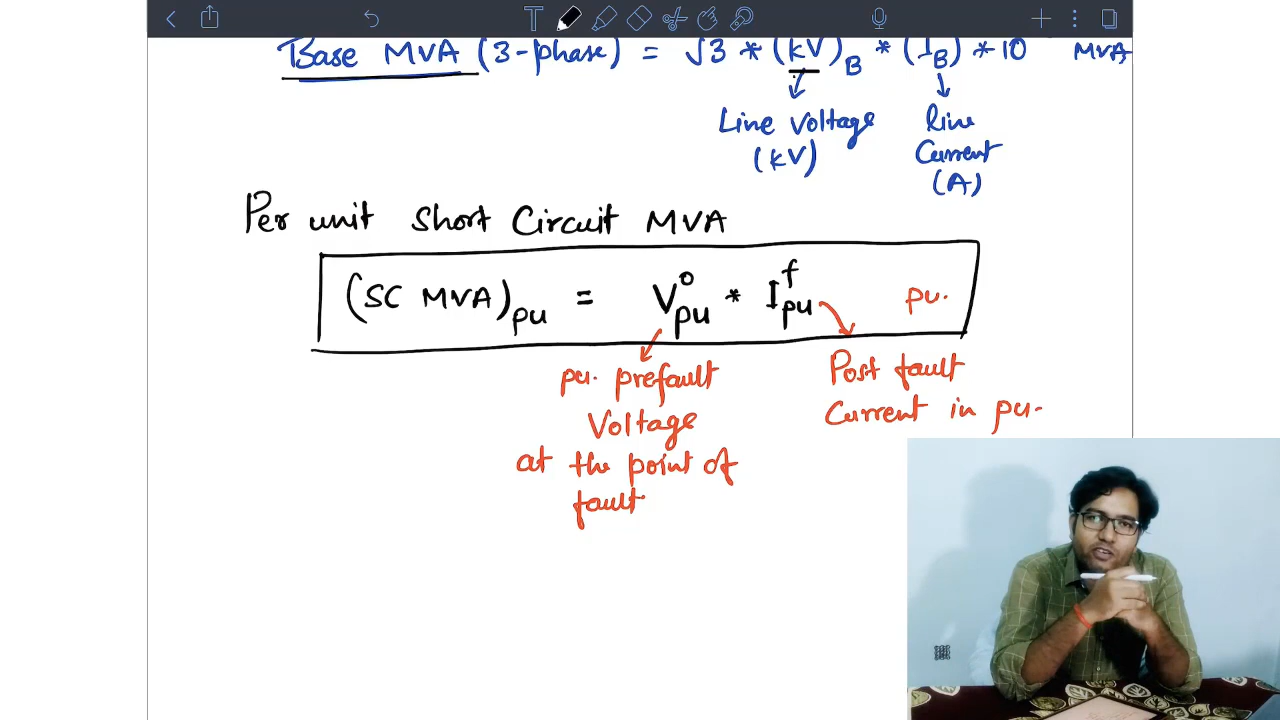 Base MVA (3-phase) = √3 * (kV)B * (IB) * 10 MVA
Line Voltage (kV)
line Current (A)
Per unit Short Circuit MVA
(SC MVA)pu = V°pu * I^f pu pu.
pu. prefault
Voltage
at the point of
fault
Post fault
Current in pu.